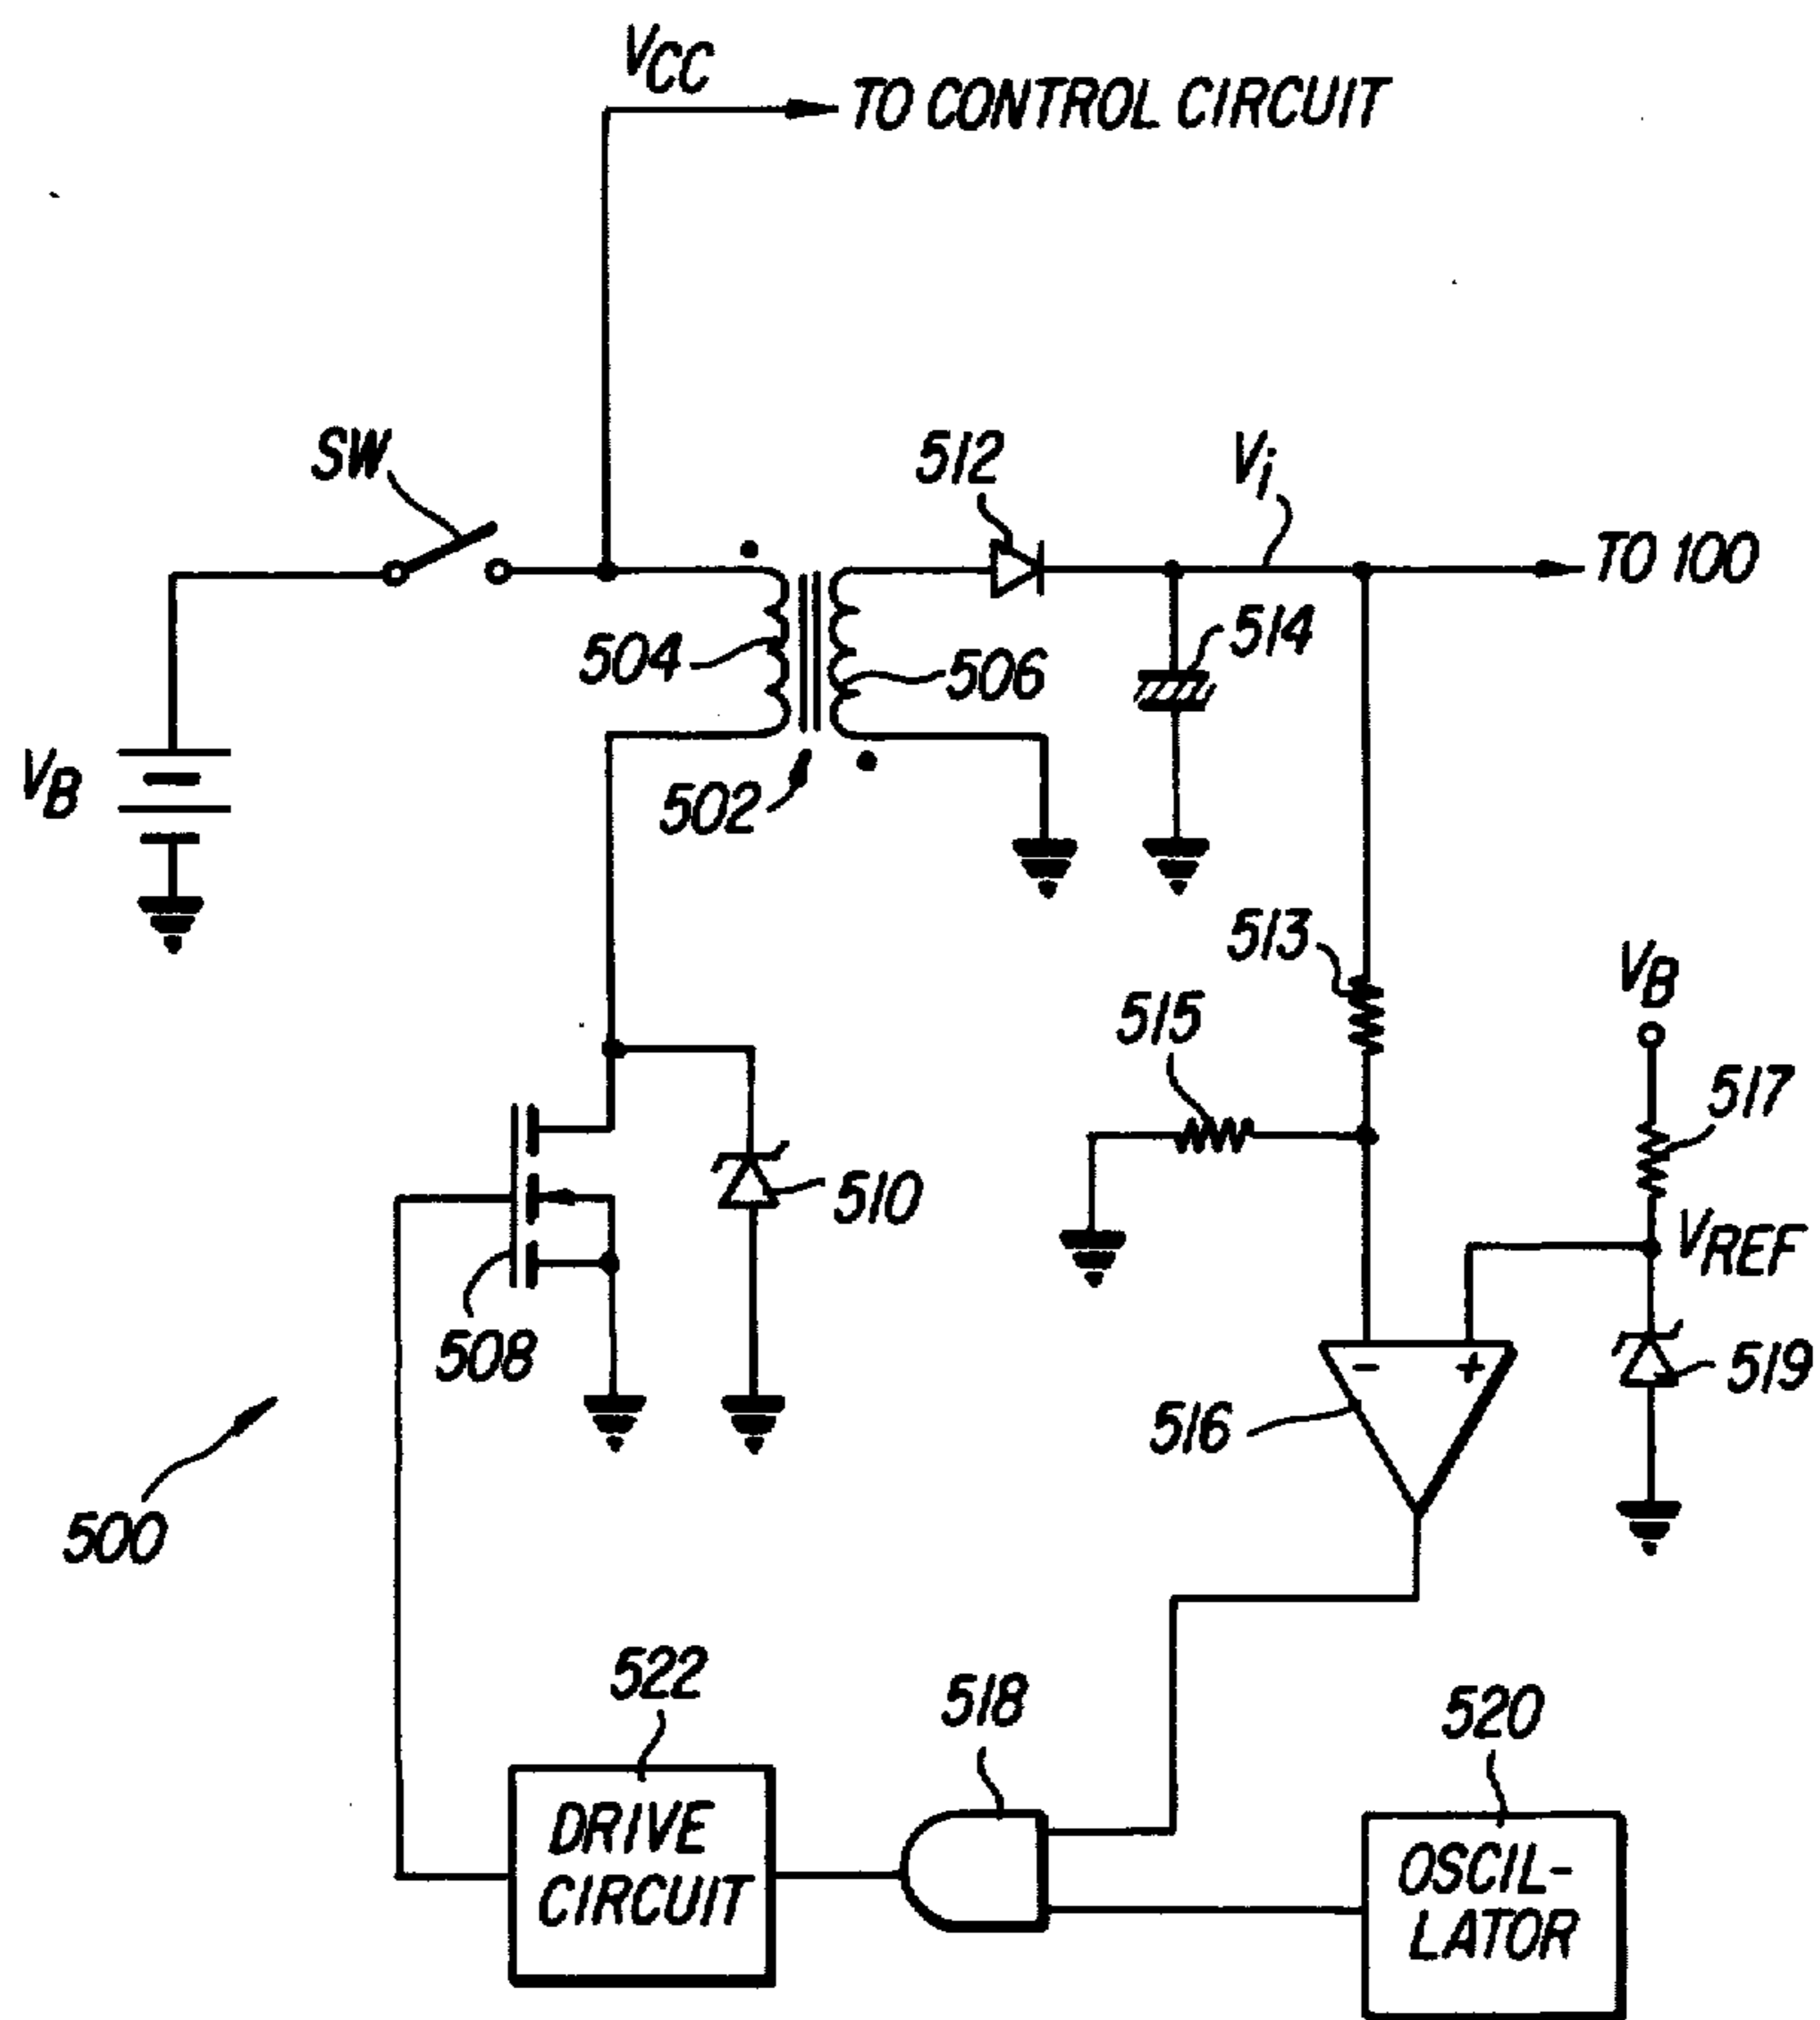 VCC
TO CONTROL CIRCUIT
SW
512
Vi
TO 100
504
506
514
VB
502
513
VB
515
517
510
VREF
508
519
516
500
522
518
520
DRIVE
CIRCUIT
OSCIL-
LATOR
-
+